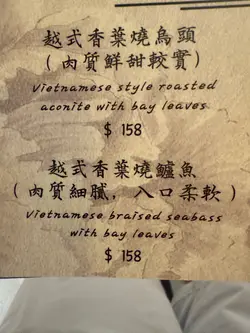 越式香葉燒烏頭
（肉質鮮甜較實）
Vietnamese style roasted
aconite with bay leaves
$ 158
越式香葉燒鱸魚
（肉質細膩，入口柔軟）
Vietnamese braised seabass
with bay leaves
$ 158